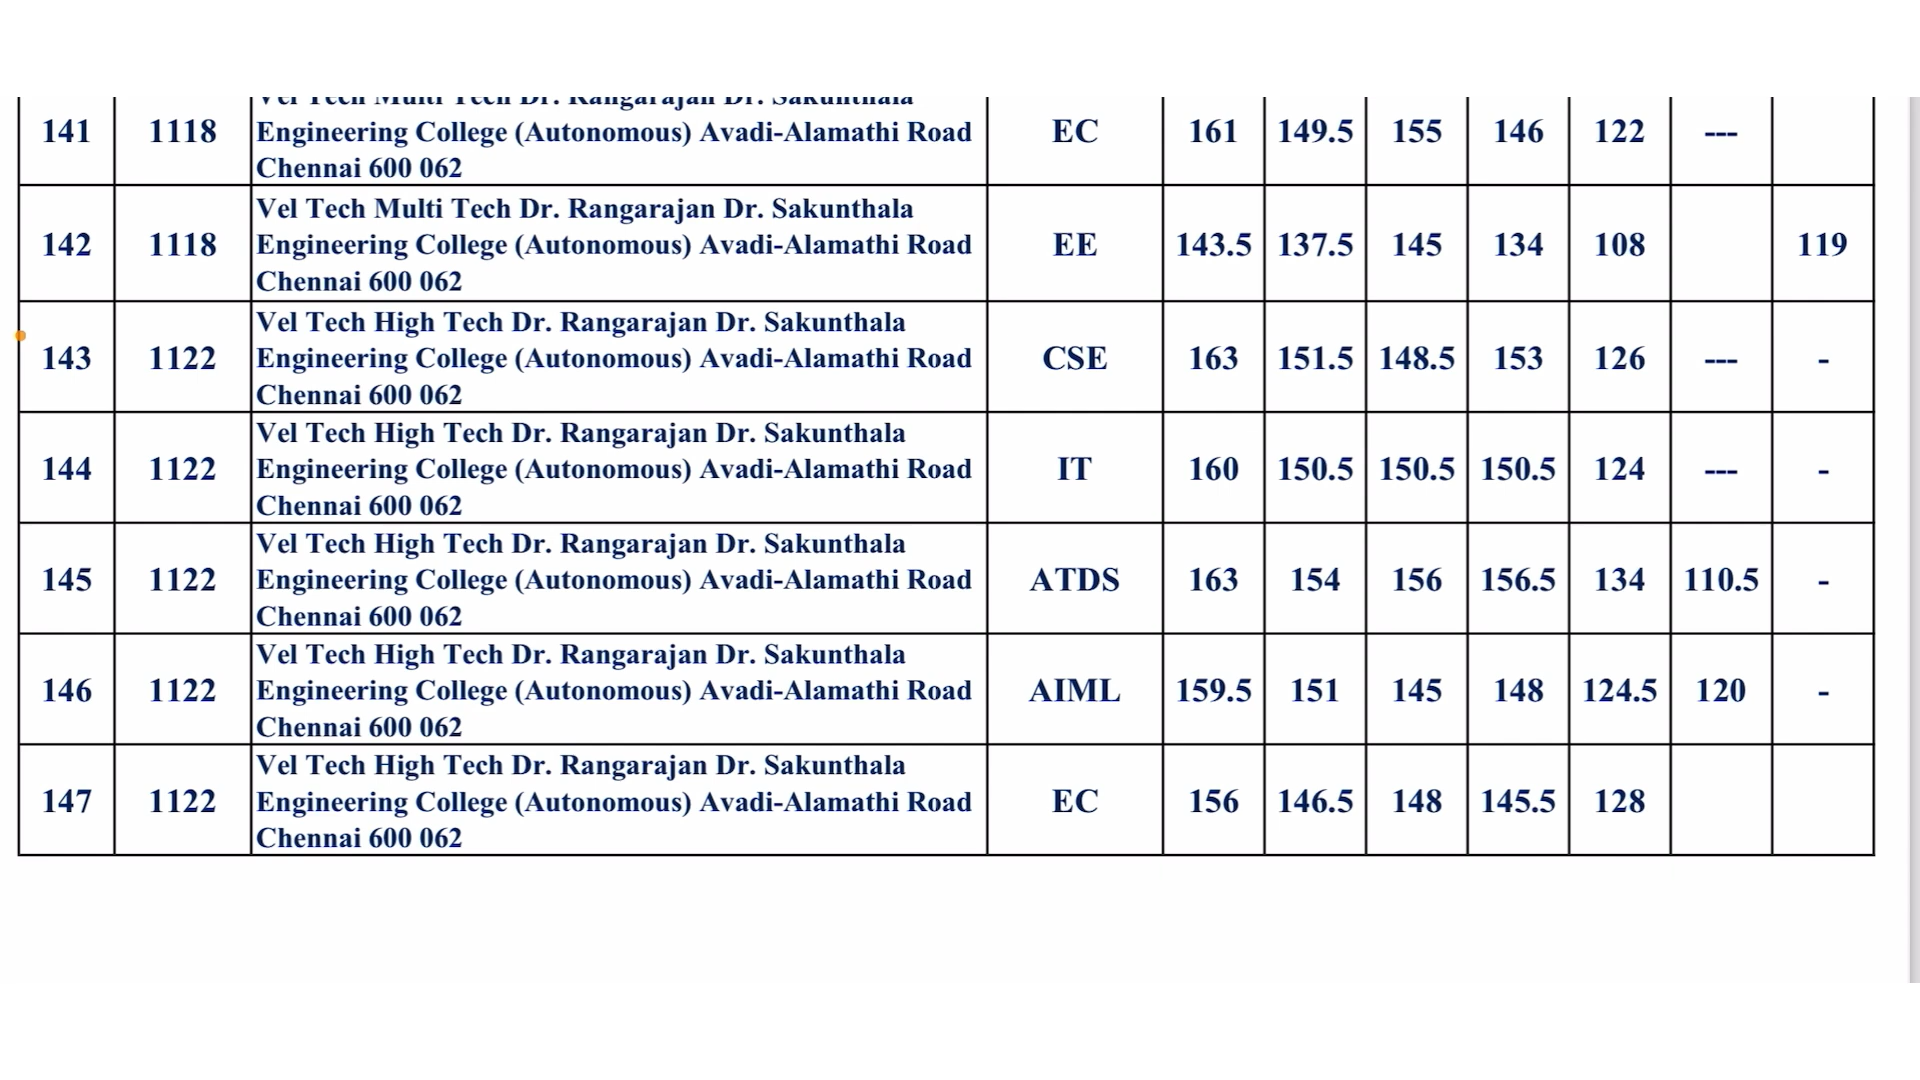 Vel Tech Multi Tech Dr. Rangarajan Dr. Sakunthala
141 1118 Engineering College (Autonomous) Avadi-Alamathi Road EC 161 149.5 155 146 122 ---
Chennai 600 062
Vel Tech Multi Tech Dr. Rangarajan Dr. Sakunthala
142 1118 Engineering College (Autonomous) Avadi-Alamathi Road EE 143.5 137.5 145 134 108 119
Chennai 600 062
Vel Tech High Tech Dr. Rangarajan Dr. Sakunthala
143 1122 Engineering College (Autonomous) Avadi-Alamathi Road CSE 163 151.5 148.5 153 126 --- -
Chennai 600 062
Vel Tech High Tech Dr. Rangarajan Dr. Sakunthala
144 1122 Engineering College (Autonomous) Avadi-Alamathi Road IT 160 150.5 150.5 150.5 124 --- -
Chennai 600 062
Vel Tech High Tech Dr. Rangarajan Dr. Sakunthala
145 1122 Engineering College (Autonomous) Avadi-Alamathi Road ATDS 163 154 156 156.5 134 110.5 -
Chennai 600 062
Vel Tech High Tech Dr. Rangarajan Dr. Sakunthala
146 1122 Engineering College (Autonomous) Avadi-Alamathi Road AIML 159.5 151 145 148 124.5 120 -
Chennai 600 062
Vel Tech High Tech Dr. Rangarajan Dr. Sakunthala
147 1122 Engineering College (Autonomous) Avadi-Alamathi Road EC 156 146.5 148 145.5 128
Chennai 600 062